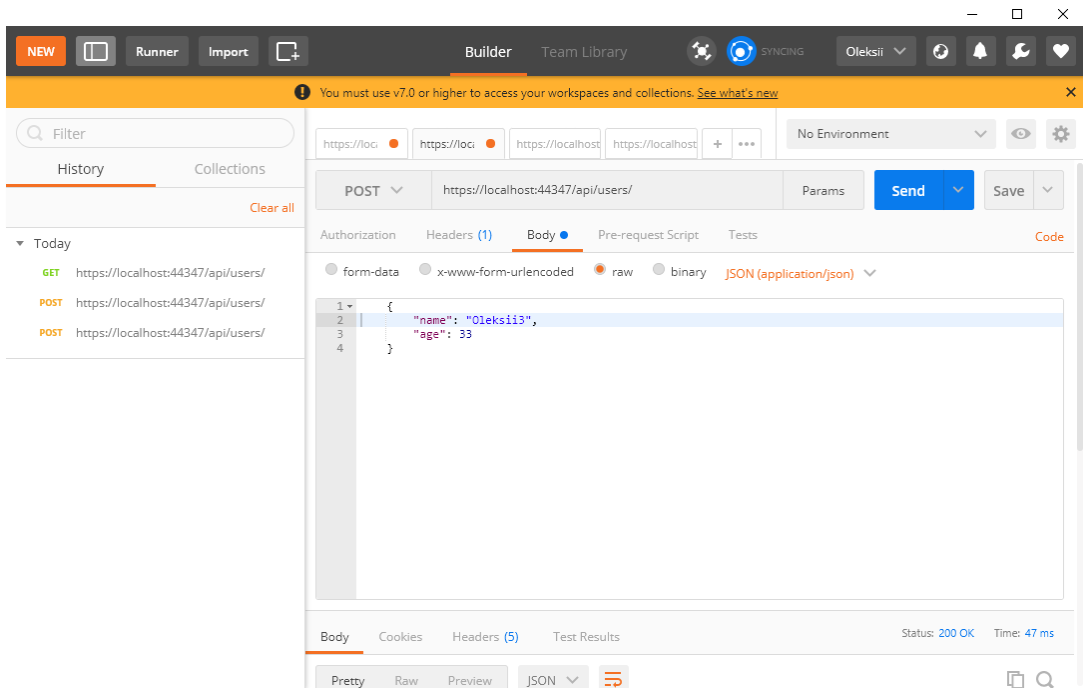 NEW Runner Import Builder Team Library SYNCING Oleksii
You must use v7.0 or higher to access your workspaces and collections. See what's new
Filter
History Collections
Clear all
Today
GET https://localhost:44347/api/users/
POST https://localhost:44347/api/users/
POST https://localhost:44347/api/users/
https://loca https://loca https://localhost https://localhost + ••• No Environment
POST https://localhost:44347/api/users/ Params Send Save
Authorization Headers (1) Body Pre-request Script Tests Code
form-data x-www-form-urlencoded raw binary JSON (application/json)
1 {
2 "name": "Oleksii3",
3 "age": 33
4 }
Body Cookies Headers (5) Test Results Status: 200 OK Time: 47 ms
Pretty Raw Preview JSON